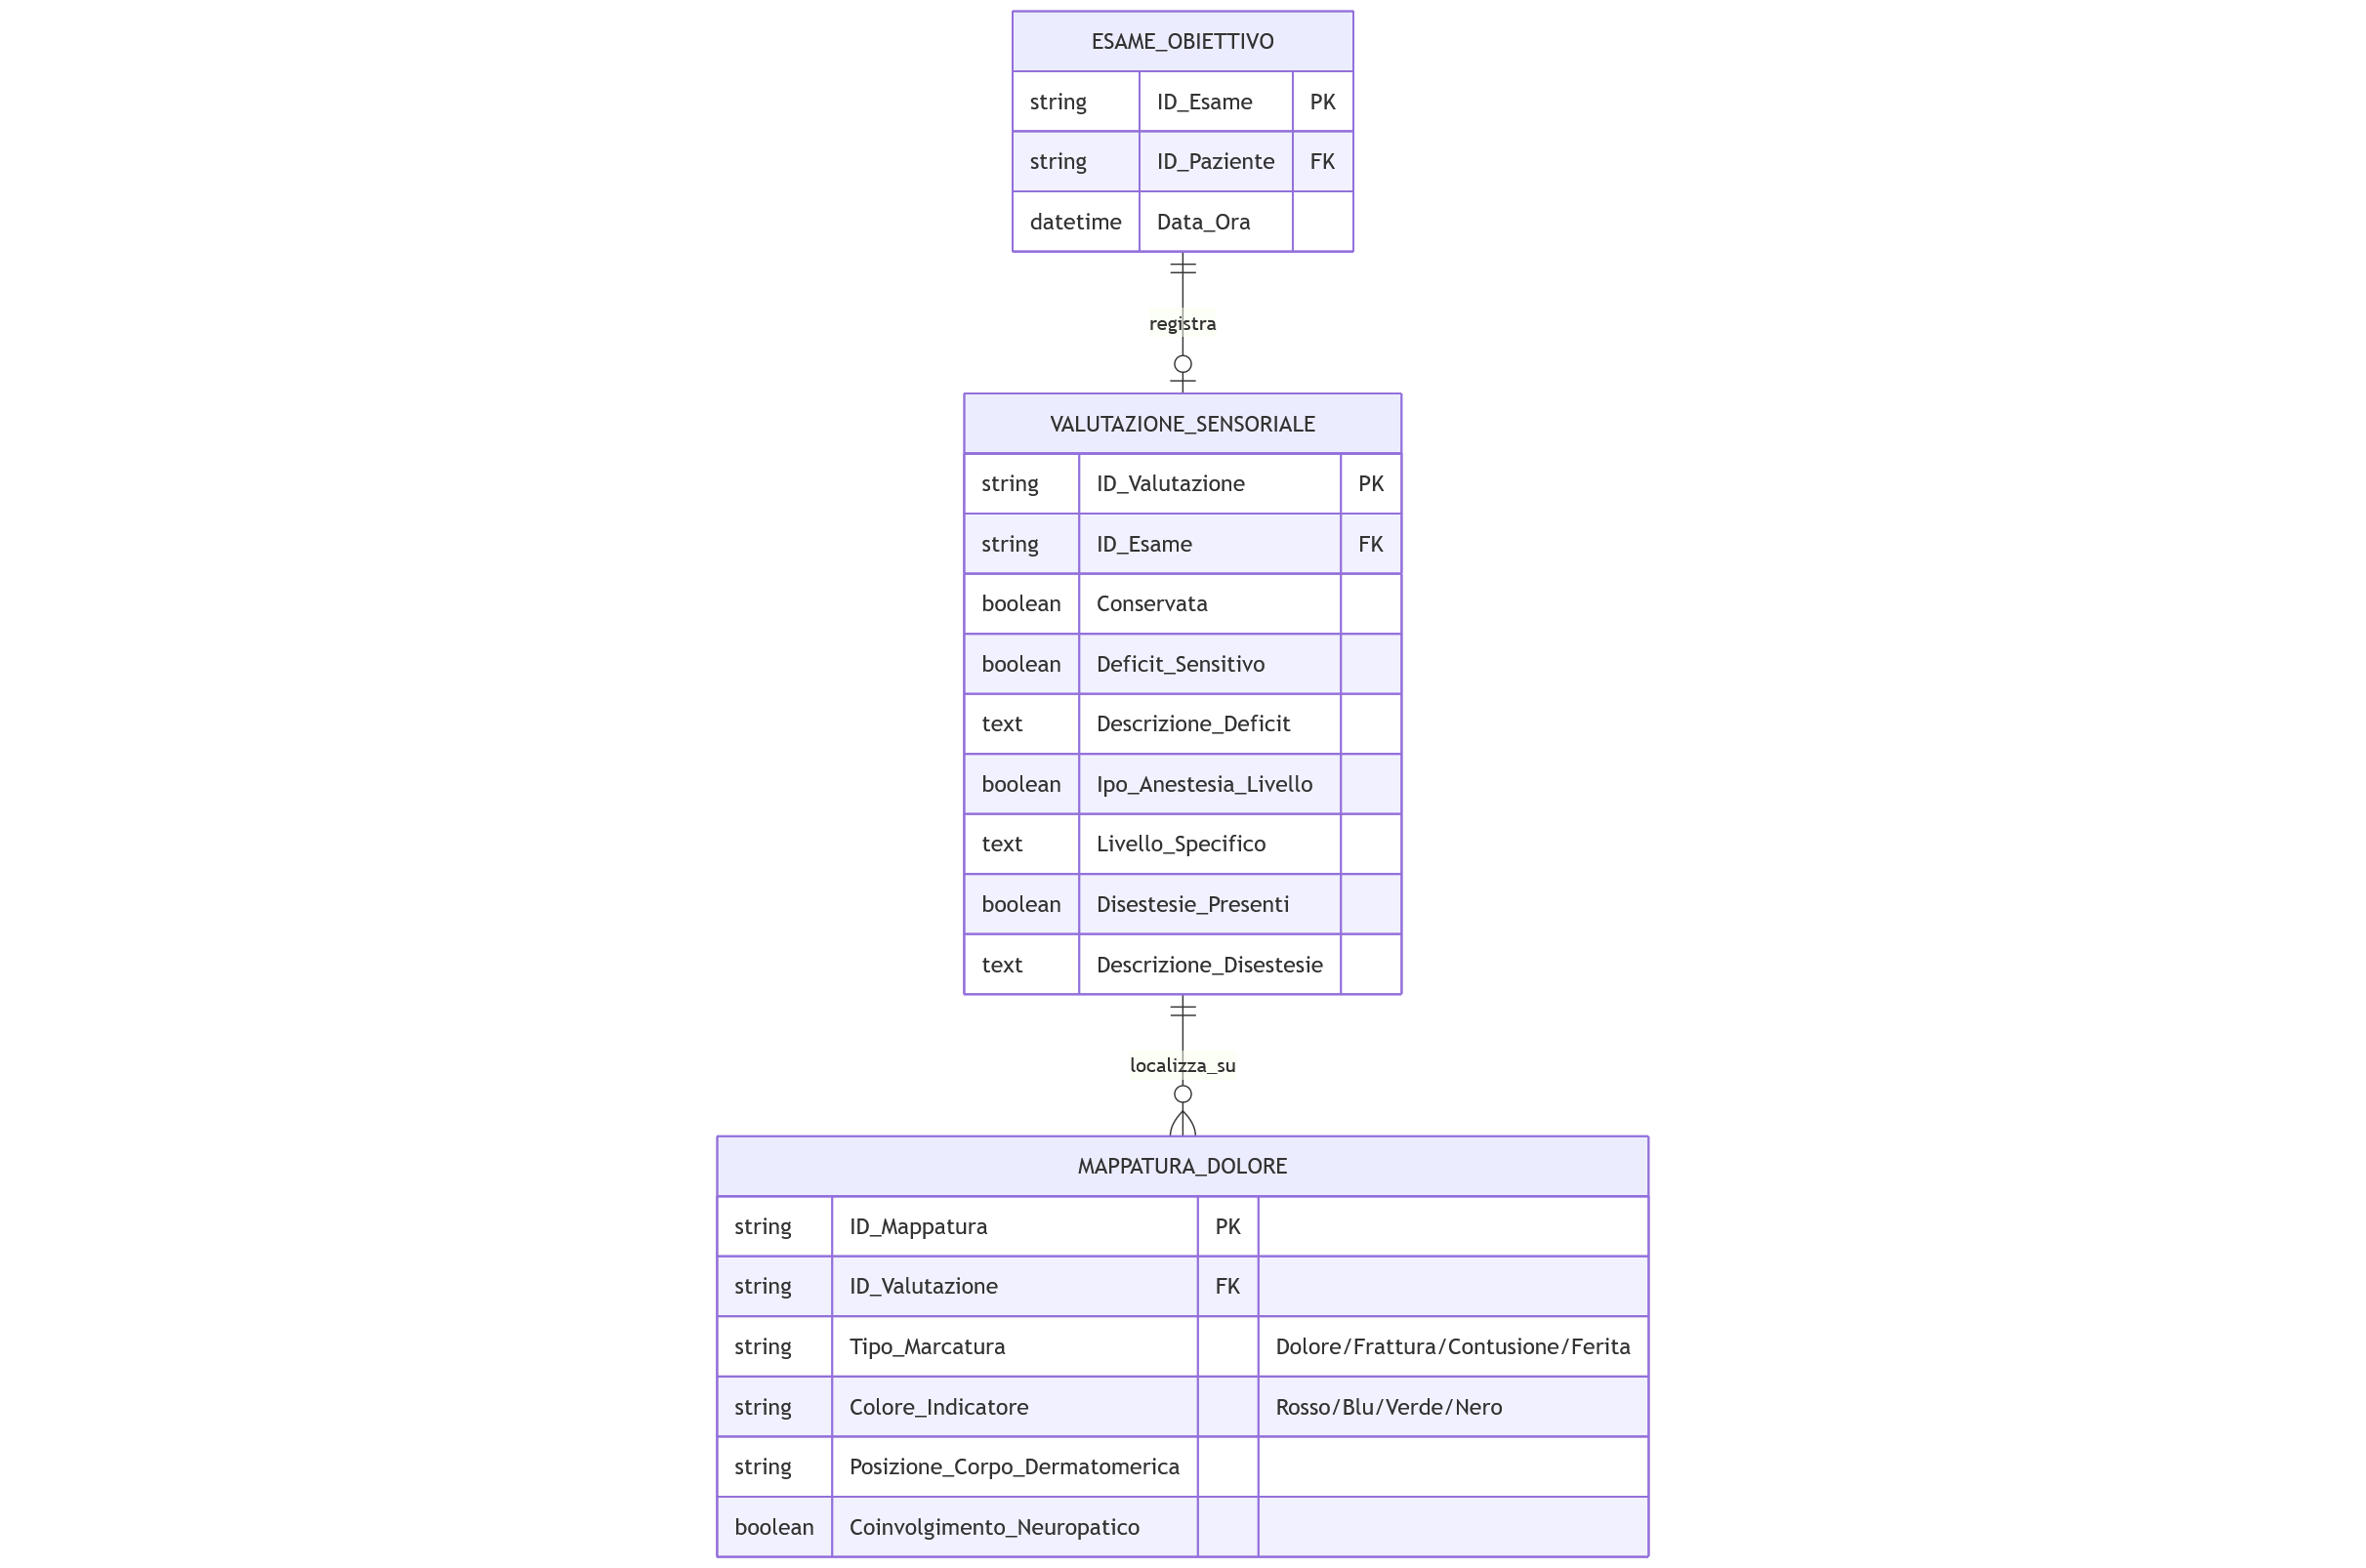 ESAME_OBIETTIVO
string ID_Esame PK
string ID_Paziente FK
datetime Data_Ora
registra
VALUTAZIONE_SENSORIALE
string ID_Valutazione PK
string ID_Esame FK
boolean Conservata
boolean Deficit_Sensitivo
text Descrizione_Deficit
boolean Ipo_Anestesia_Livello
text Livello_Specifico
boolean Disestesie_Presenti
text Descrizione_Disestesie
localizza_su
MAPPATURA_DOLORE
string ID_Mappatura PK
string ID_Valutazione FK
string Tipo_Marcatura Dolore/Frattura/Contusione/Ferita
string Colore_Indicatore Rosso/Blu/Verde/Nero
string Posizione_Corpo_Dermatomerica
boolean Coinvolgimento_Neuropatico